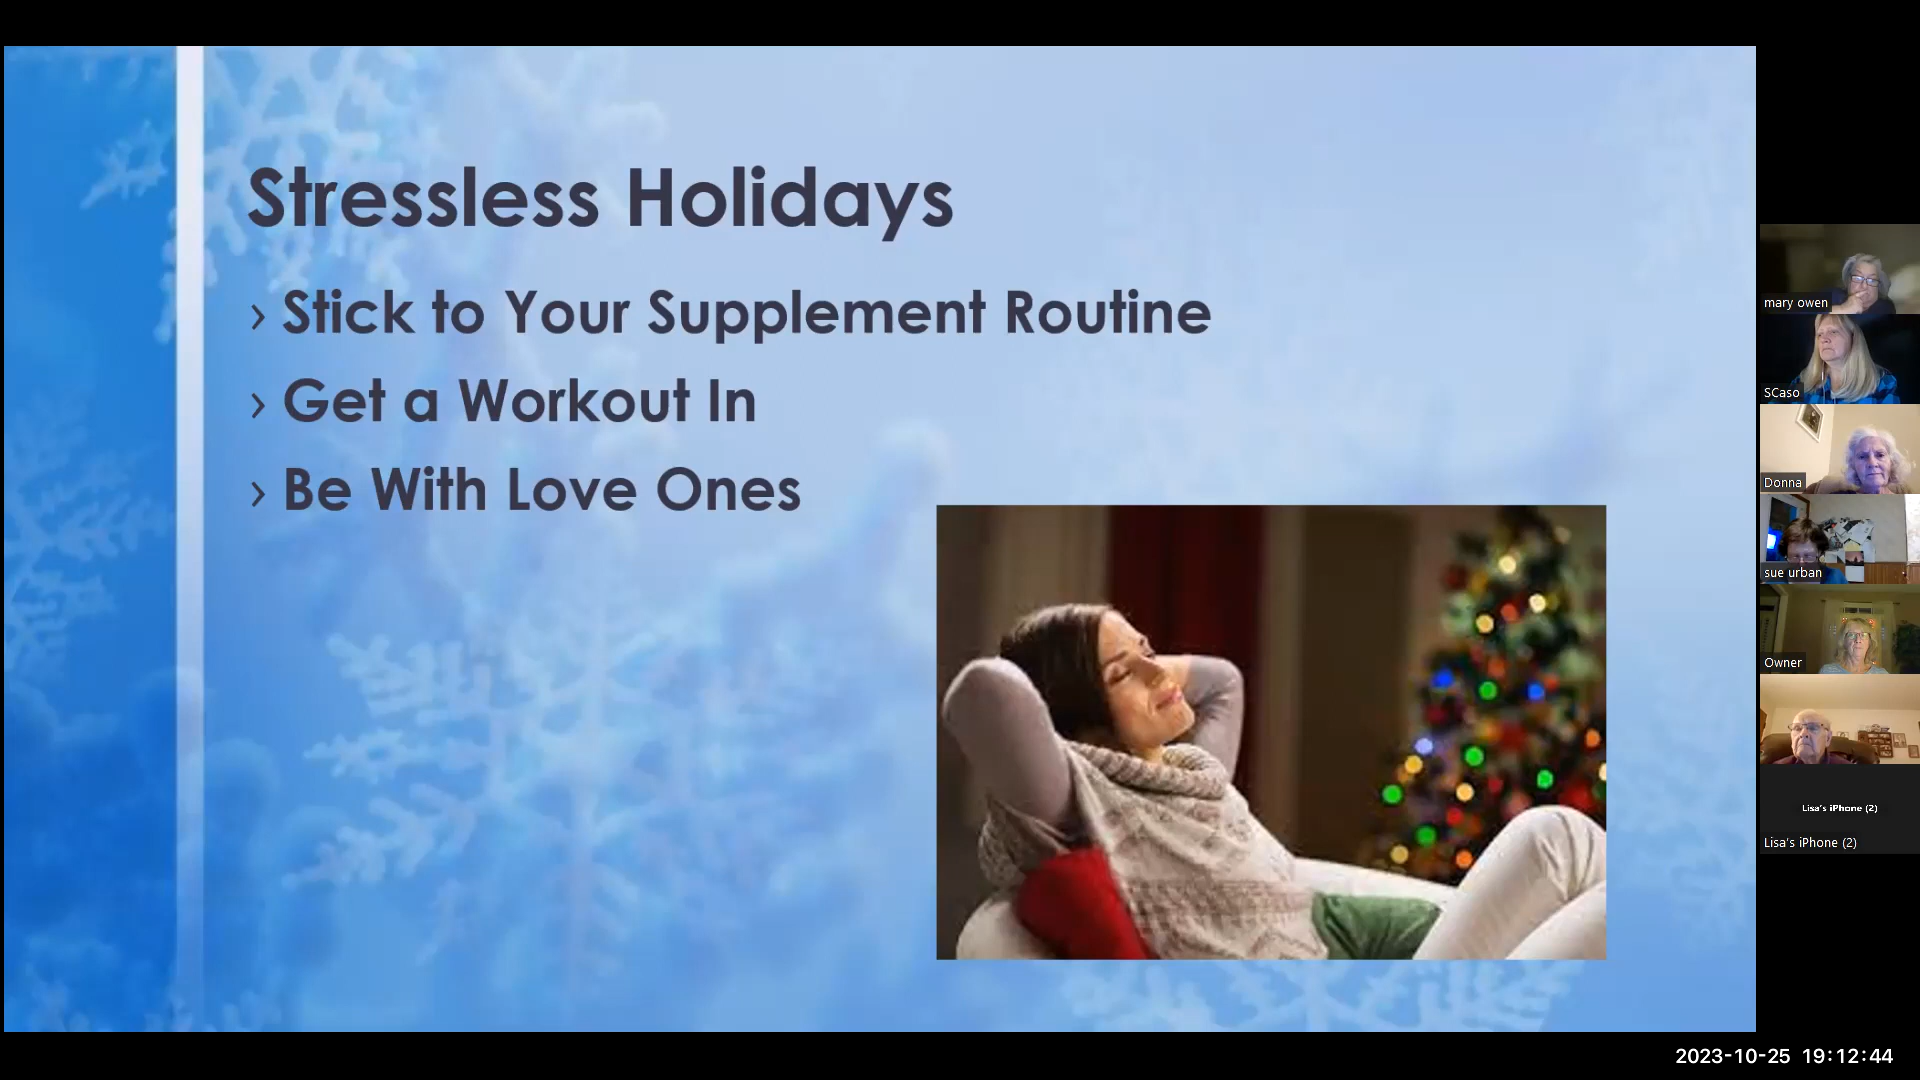 Stressless Holidays
› Stick to Your Supplement Routine
› Get a Workout In
› Be With Love Ones
mary owen
SCaso
Donna
sue urban
Owner
Lisa's iPhone (2)
Lisa's iPhone (2)
2023-10-25 19:12:44